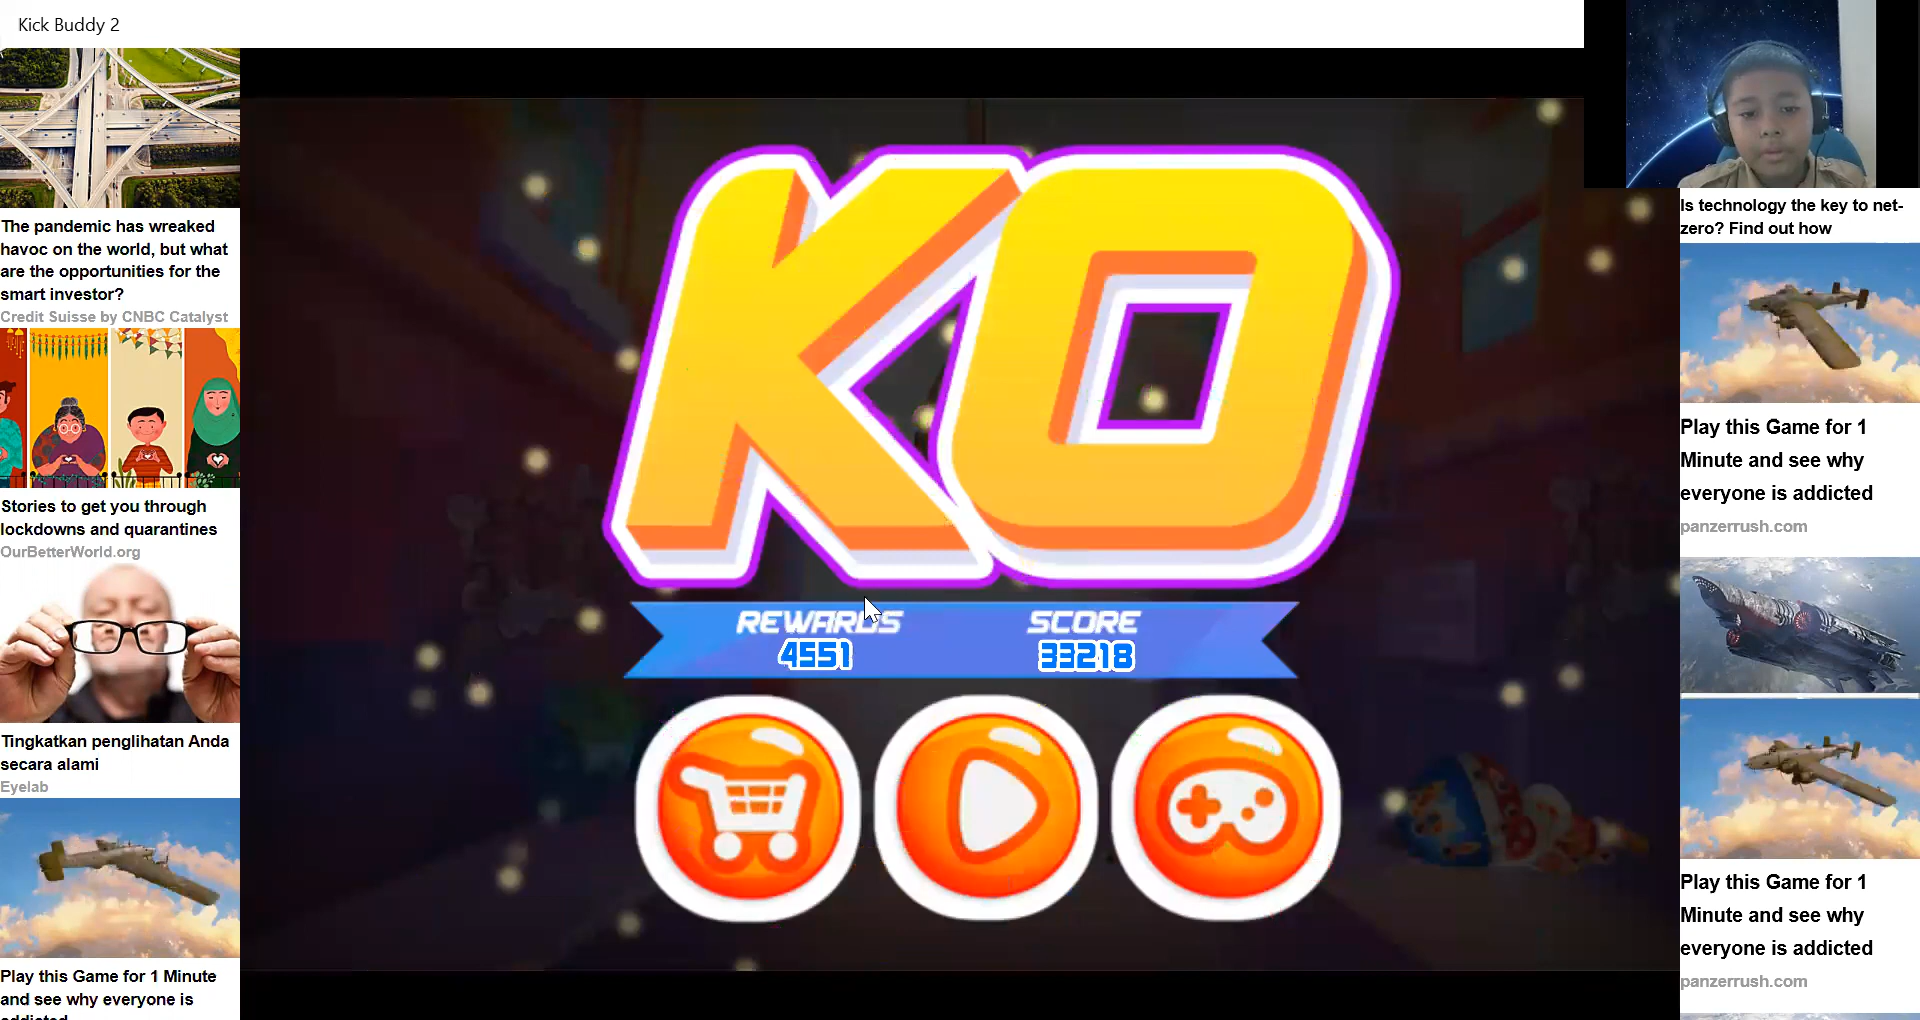 Kick Buddy 2
The pandemic has wreaked
havoc on the world, but what
are the opportunities for the
smart investor?
Credit Suisse by CNBC Catalyst
Stories to get you through
lockdowns and quarantines
OurBetterWorld.org
Tingkatkan penglihatan Anda
secara alami
Eyelab
Play this Game for 1 Minute
and see why everyone is
addicted
KO
REWARDS SCORE
4551 33218
Is technology the key to net-
zero? Find out how
Play this Game for 1
Minute and see why
everyone is addicted
panzerrush.com
Play this Game for 1
Minute and see why
everyone is addicted
panzerrush.com